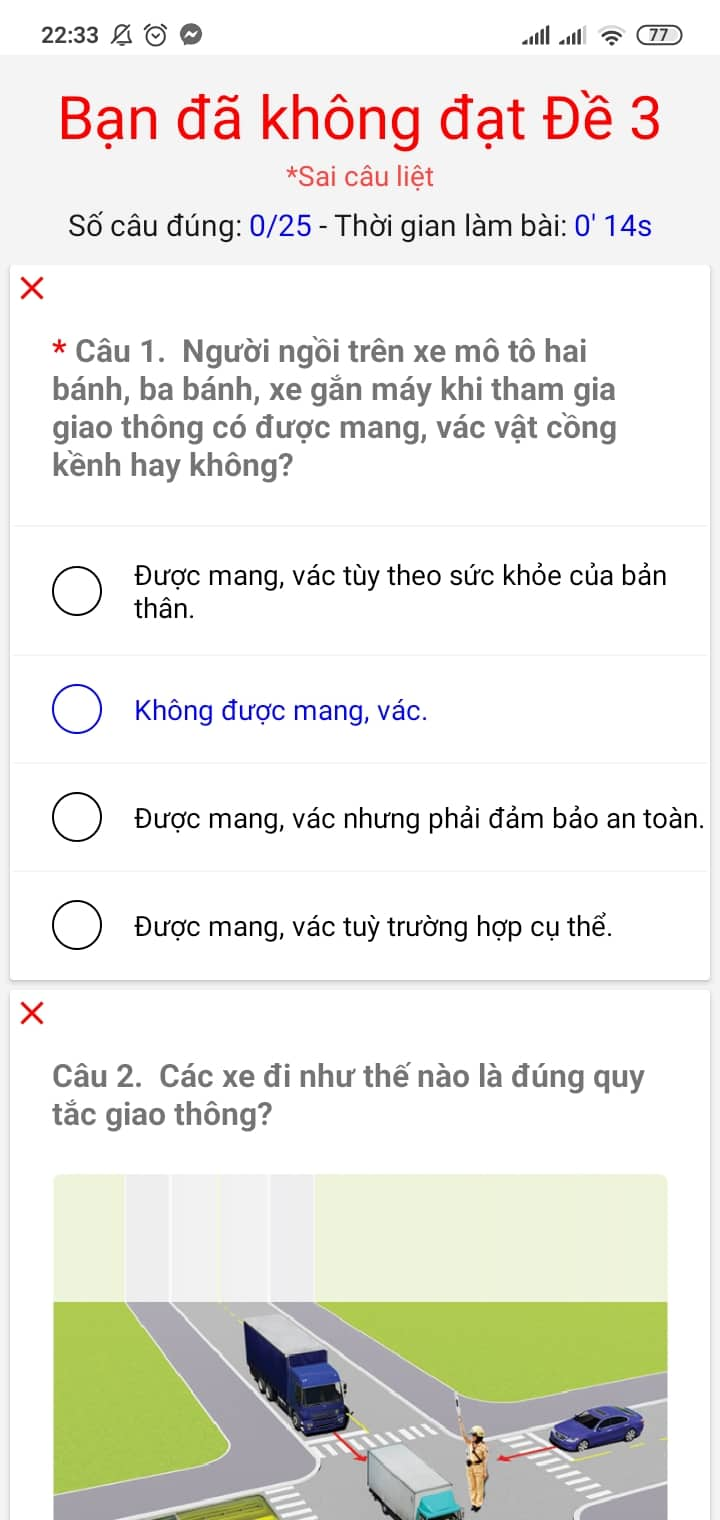 22:33
77
Bạn đã không đạt Đề 3
*Sai câu liệt
Số câu đúng: 0/25 - Thời gian làm bài: 0' 14s
* Câu 1. Người ngồi trên xe mô tô hai
bánh, ba bánh, xe gắn máy khi tham gia
giao thông có được mang, vác vật cồng
kềnh hay không?
Được mang, vác tùy theo sức khỏe của bản
thân.
Không được mang, vác.
Được mang, vác nhưng phải đảm bảo an toàn.
Được mang, vác tuỳ trường hợp cụ thể.
Câu 2. Các xe đi như thế nào là đúng quy
tắc giao thông?